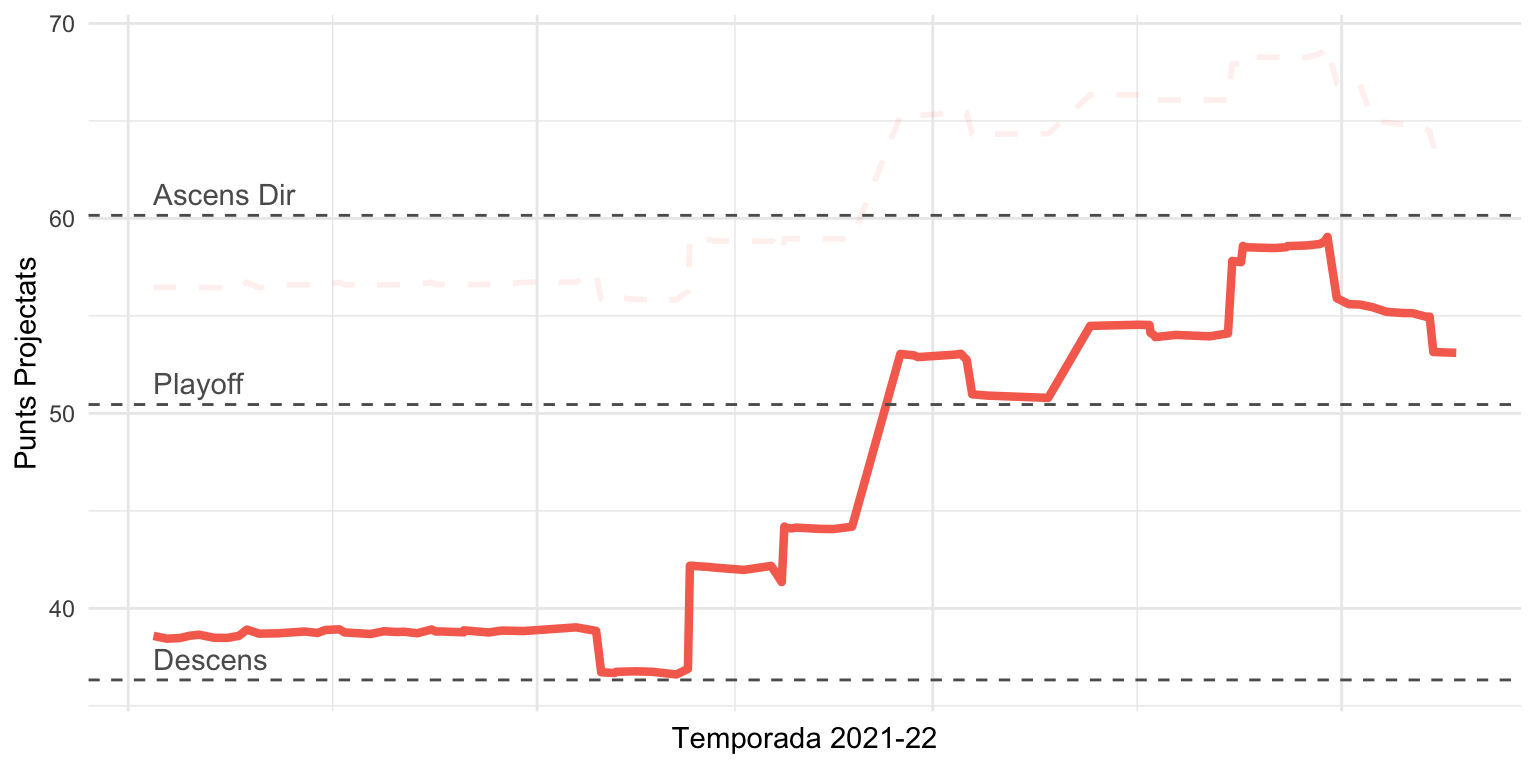 70
Ascens Dir
60
Playoff
50
40
Descens
Punts Projectats
Temporada 2021-22